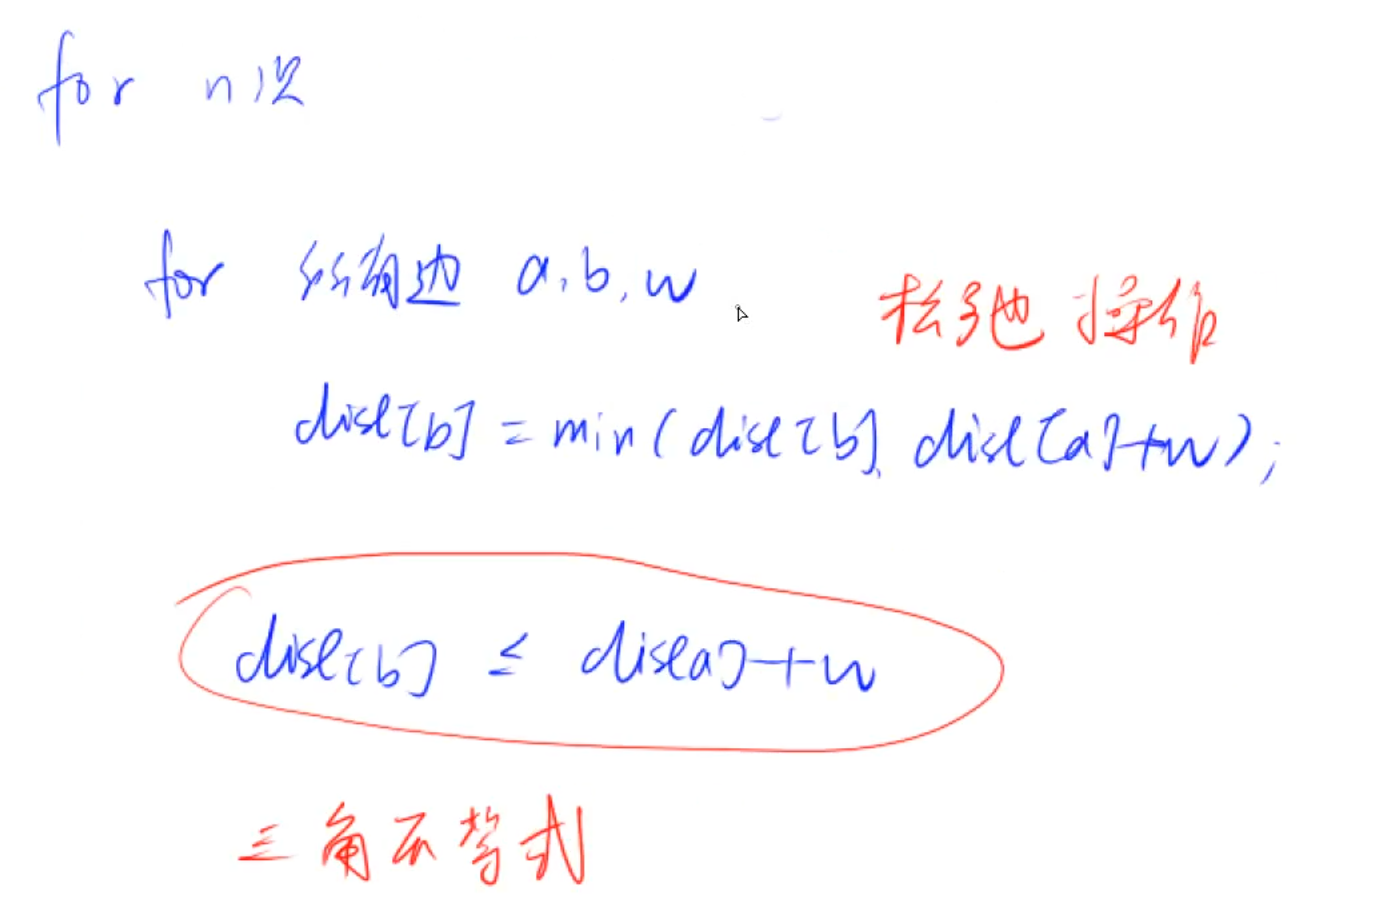 for n次
for 所有边 a,b,w 松弛操作
dist[b] = min(dist[b], dist[a]+w);
dist[b] ≤ dist[a]+w
三角不等式